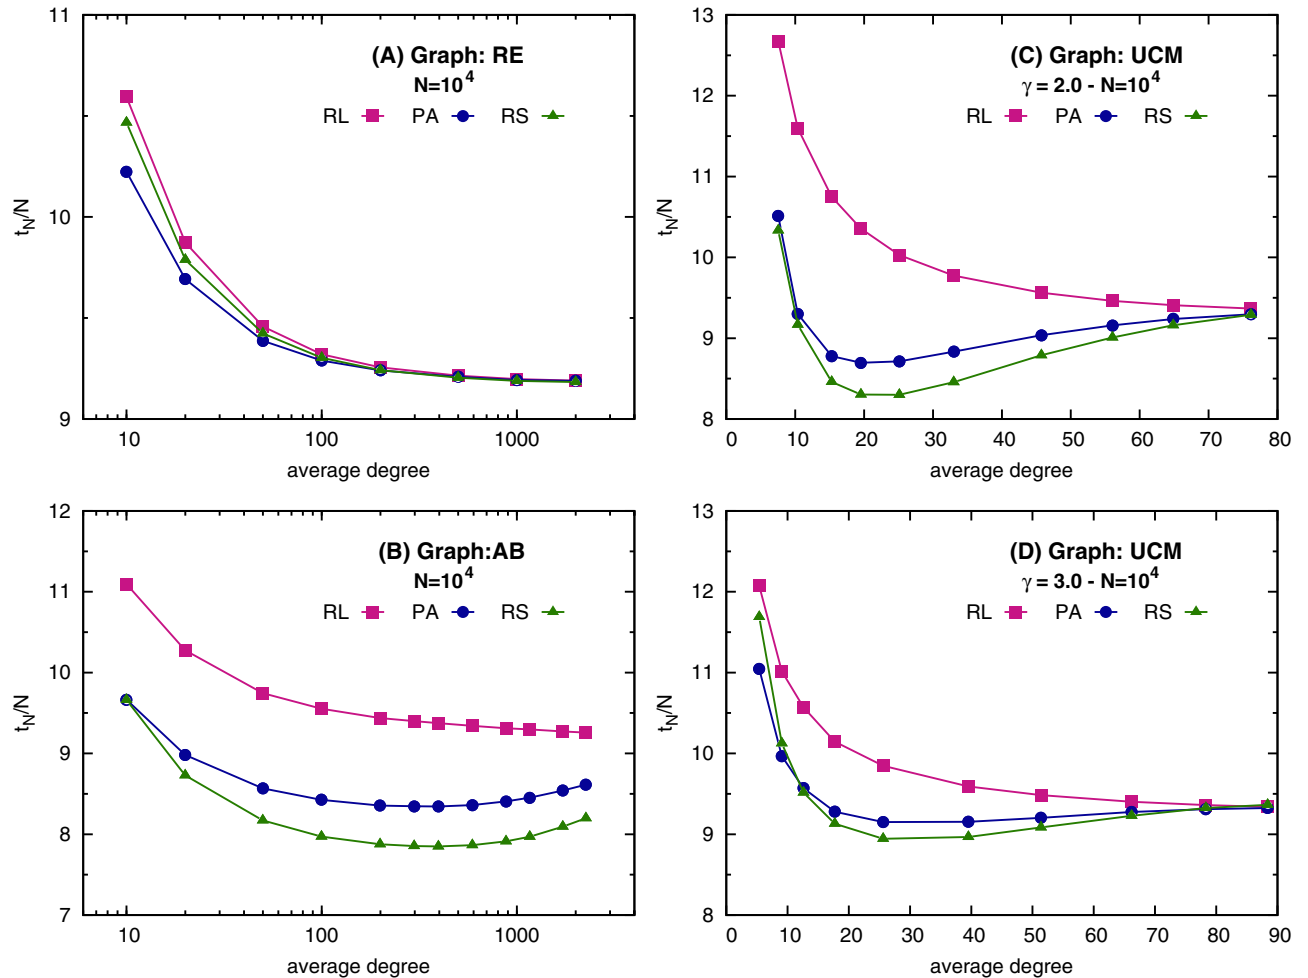 (A) Graph: RE
N=10^4
RL PA RS
11
10
9
t_N/N
10 100 1000
average degree
(C) Graph: UCM
γ = 2.0 - N=10^4
RL PA RS
13
12
11
10
9
8
t_N/N
0 10 20 30 40 50 60 70 80
average degree
(B) Graph:AB
N=10^4
RL PA RS
12
11
10
9
8
7
t_N/N
10 100 1000
average degree
(D) Graph: UCM
γ = 3.0 - N=10^4
RL PA RS
13
12
11
10
9
8
t_N/N
0 10 20 30 40 50 60 70 80 90
average degree